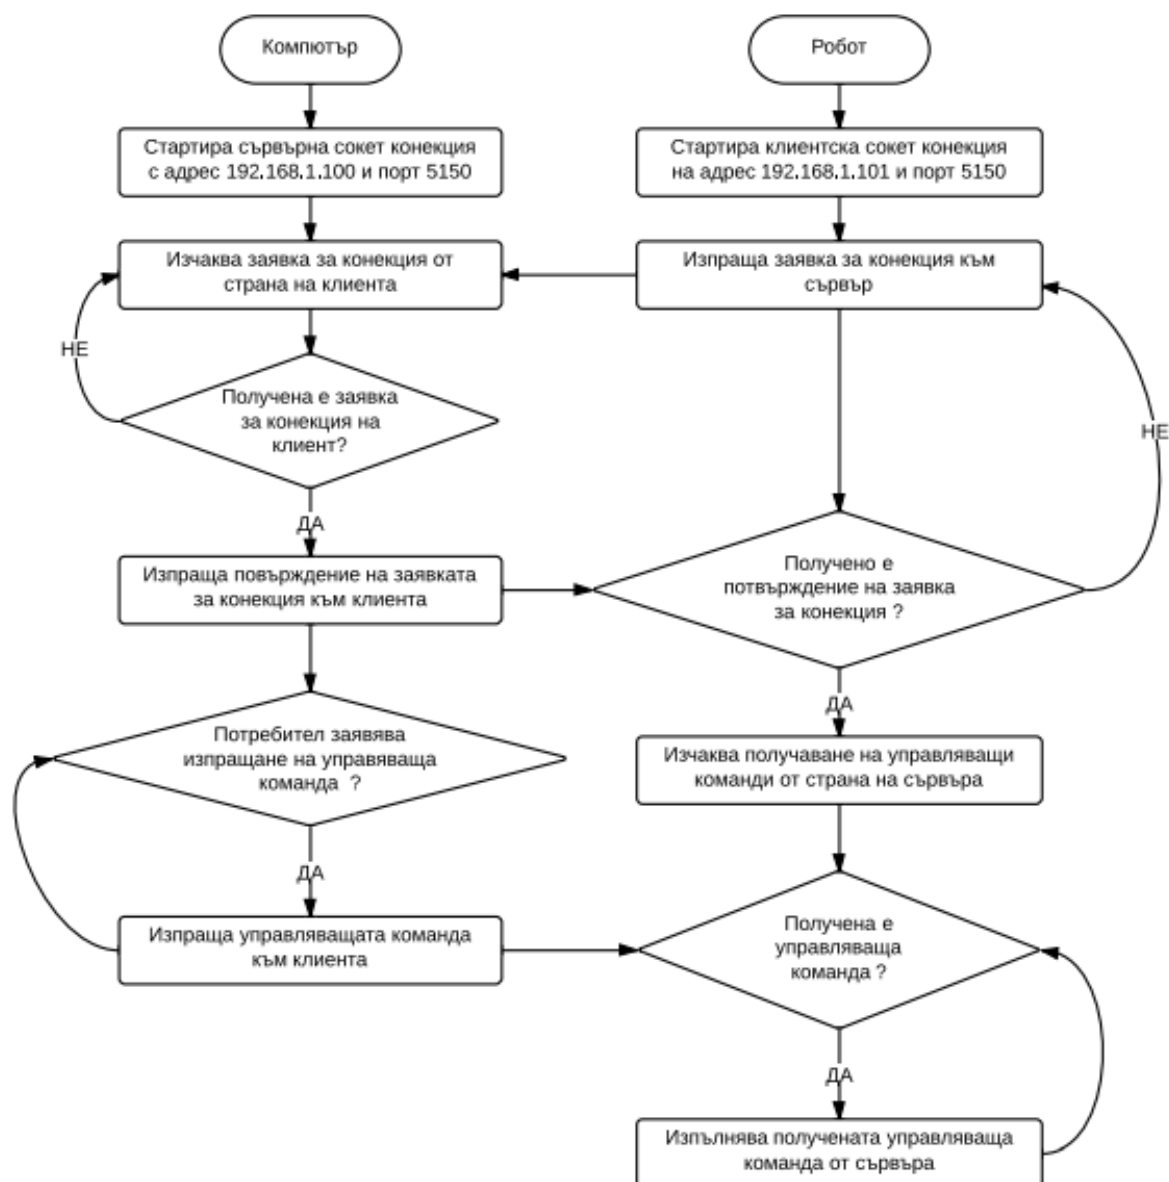 Компютър
Робот
Стартира сървърна сокет конекция
с адрес 192.168.1.100 и порт 5150
Стартира клиентска сокет конекция
на адрес 192.168.1.101 и порт 5150
Изчаква заявка за конекция от
страна на клиента
Изпраща заявка за конекция към
сървър
НЕ
Получена е заявка
за конекция на
клиент?
НЕ
ДА
Изпраща повърждение на заявката
за конекция към клиента
Получено е
потвърждение на заявка
за конекция ?
ДА
Потребител заявява
изпращане на управяваща
команда ?
Изчаква получаване на управляващи
команди от страна на сървъра
ДА
Изпраща управляващата команда
към клиента
Получена е
управляваща
команда ?
ДА
Изпълнява получената управляваща
команда от сървъра